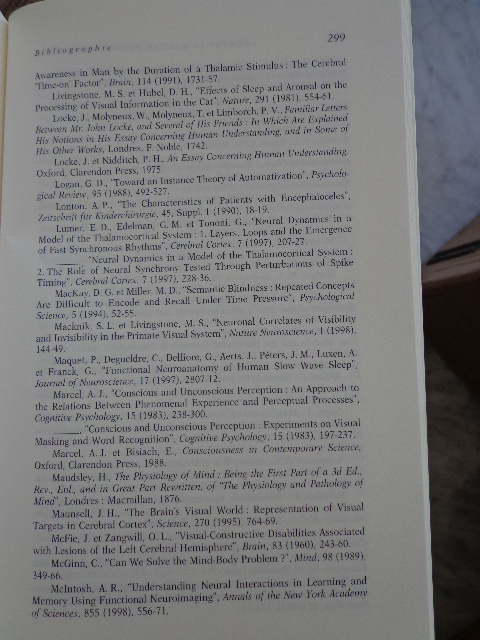 Bibliographie 299
Awareness in Man by the Duration of a Thalamic Stimulus : The Cerebral
'Time-on' Factor", Brain, 114 (1991), 1731-57.
Livingstone, M. S. et Hubel, D. H., "Effects of Sleep and Arousal on the
Processing of Visual Information in the Cat", Nature, 291 (1981), 554-61.
Locke, J., Molyneux, W., Molyneux, T. et Limborch, P. V., Familiar Letters
Between Mr. John Locke, and Several of His Friends : In Which Are Explained
His Notions in His Essay Concerning Human Understanding, and in Some of
His Other Works, Londres, F. Noble, 1742.
Locke, J. et Nidditch, P. H., An Essay Concerning Human Understanding,
Oxford, Clarendon Press, 1975.
Logan, G. D., "Toward an Instance Theory of Automatization", Psycholo-
gical Review, 95 (1988), 492-527.
Lonton, A. P., "The Characteristics of Patients with Encephaloceles",
Zeitschrift für Kinderchirurgie, 45, Suppl. 1 (1990), 18-19.
Lumer, E. D., Edelman, G. M. et Tononi, G., "Neural Dynamics in a
Model of the Thalamocortical System : 1. Layers, Loops and the Emergence
of Fast Synchronous Rhythms", Cerebral Cortex, 7 (1997), 207-27.
"Neural Dynamics in a Model of the Thalamocortical System :
2. The Role of Neural Synchrony Tested Through Perturbations of Spike
Timing", Cerebral Cortex, 7 (1997), 228-36.
MacKay, D. G. et Miller, M. D., "Semantic Blindness : Repeated Concepts
Are Difficult to Encode and Recall Under Time Pressure", Psychological
Science, 5 (1994), 52-55.
Macknik, S. L. et Livingstone, M. S., "Neuronal Correlates of Visibility
and Invisibility in the Primate Visual System", Nature Neuroscience, 1 (1998),
144-49.
Maquet, P., Degueldre, C., Delfiore, G., Aerts, J., Péters, J. M., Luxen, A.
et Franck, G., "Functional Neuroanatomy of Human Slow Wave Sleep",
Journal of Neuroscience, 17 (1997), 2807-12.
Marcel, A. J., "Conscious and Unconscious Perception : An Approach to
the Relations Between Phenomenal Experience and Perceptual Processes",
Cognitive Psychology, 15 (1983), 238-300.
"Conscious and Unconscious Perception : Experiments on Visual
Masking and Word Recognition", Cognitive Psychology, 15 (1983), 197-237.
Marcel, A. J. et Bisiach, E., Consciousness in Contemporary Science,
Oxford, Clarendon Press, 1988.
Maudsley, H., The Physiology of Mind : Being the First Part of a 3d Ed.,
Rev., Enl., and in Great Part Rewritten, of "The Physiology and Pathology of
Mind", Londres : Macmillan, 1876.
Maunsell, J. H., "The Brain's Visual World : Representation of Visual
Targets in Cerebral Cortex", Science, 270 (1995), 764-69.
McFie, J. et Zangwill, O. L., "Visual-Constructive Disabilities Associated
with Lesions of the Left Cerebral Hemisphere", Brain, 83 (1960), 243-60.
McGinn, C., "Can We Solve the Mind-Body Problem ?", Mind, 98 (1989),
349-66.
McIntosh, A. R., "Understanding Neural Interactions in Learning and
Memory Using Functional Neuroimaging", Annals of the New York Academy
of Sciences, 855 (1998), 556-71.